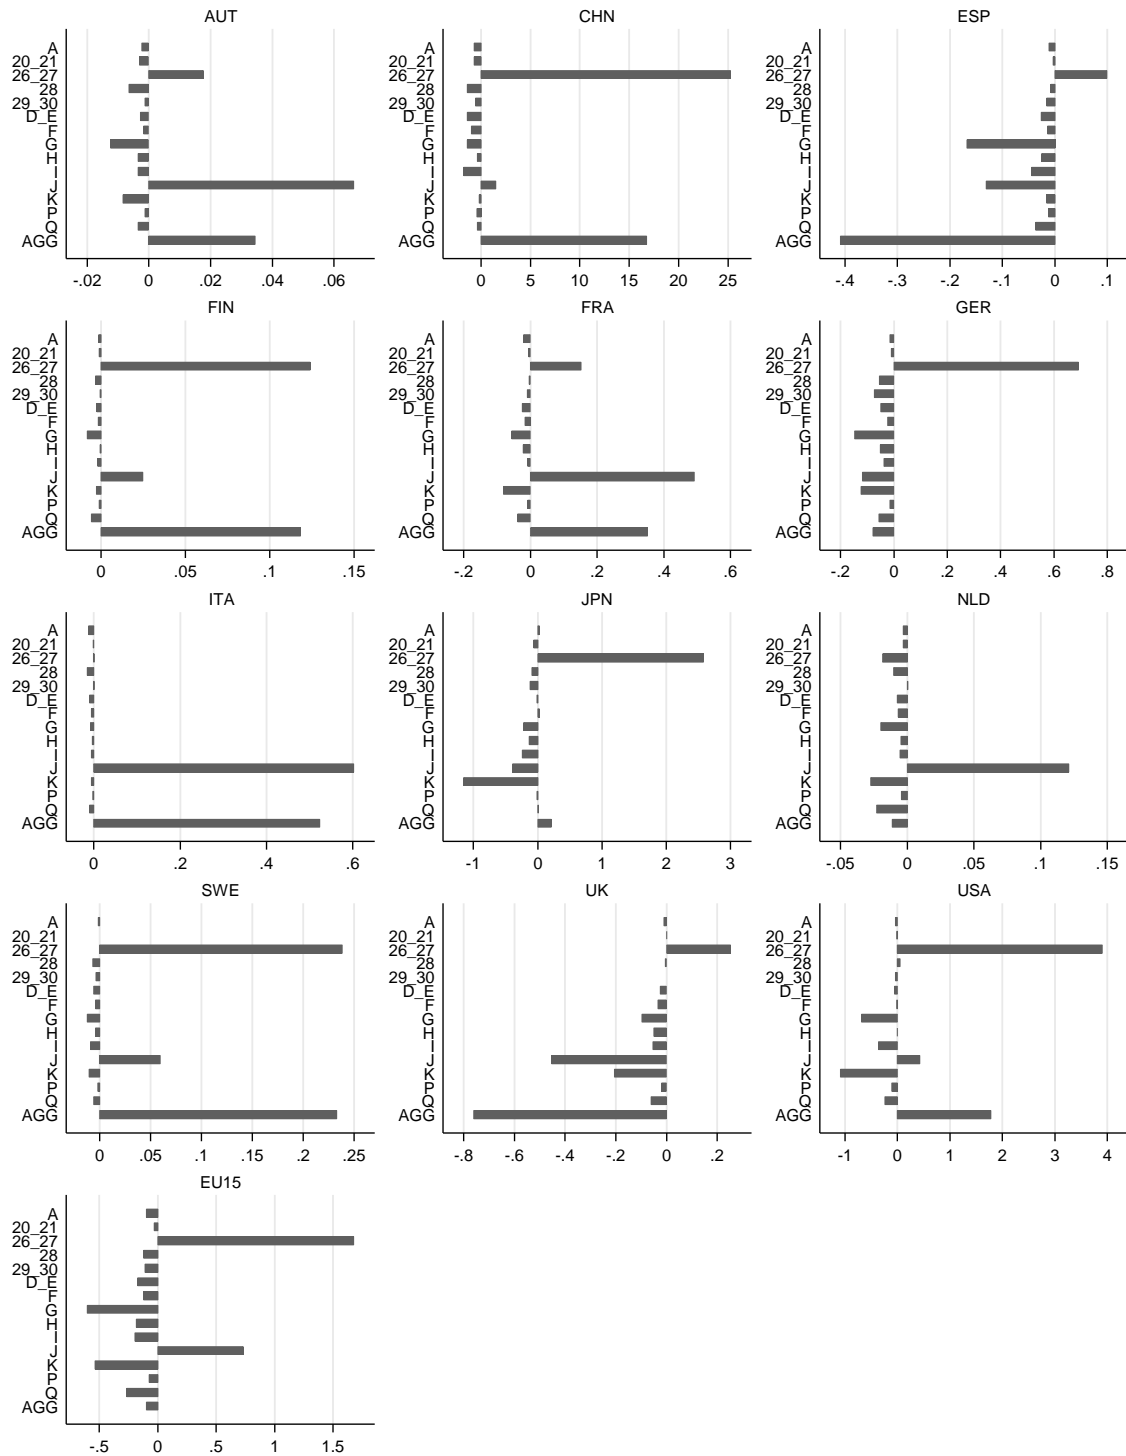 AUT
A
20_21
26_27
28
29_30
D_E
F
G
H
I
J
K
P
Q
AGG
-.02 0 .02 .04 .06
CHN
A
20_21
26_27
28
29_30
D_E
F
G
H
I
J
K
P
Q
AGG
0 5 10 15 20 25
ESP
A
20_21
26_27
28
29_30
D_E
F
G
H
I
J
K
P
Q
AGG
-.4 -.3 -.2 -.1 0 .1
FIN
A
20_21
26_27
28
29_30
D_E
F
G
H
I
J
K
P
Q
AGG
0 .05 .1 .15
FRA
A
20_21
26_27
28
29_30
D_E
F
G
H
I
J
K
P
Q
AGG
-.2 0 .2 .4 .6
GER
A
20_21
26_27
28
29_30
D_E
F
G
H
I
J
K
P
Q
AGG
-.2 0 .2 .4 .6 .8
ITA
A
20_21
26_27
28
29_30
D_E
F
G
H
I
J
K
P
Q
AGG
0 .2 .4 .6
JPN
A
20_21
26_27
28
29_30
D_E
F
G
H
I
J
K
P
Q
AGG
-1 0 1 2 3
NLD
A
20_21
26_27
28
29_30
D_E
F
G
H
I
J
K
P
Q
AGG
-.05 0 .05 .1 .15
SWE
A
20_21
26_27
28
29_30
D_E
F
G
H
I
J
K
P
Q
AGG
0 .05 .1 .15 .2 .25
UK
A
20_21
26_27
28
29_30
D_E
F
G
H
I
J
K
P
Q
AGG
-.8 -.6 -.4 -.2 0 .2
USA
A
20_21
26_27
28
29_30
D_E
F
G
H
I
J
K
P
Q
AGG
-1 0 1 2 3 4
EU15
A
20_21
26_27
28
29_30
D_E
F
G
H
I
J
K
P
Q
AGG
-.5 0 .5 1 1.5